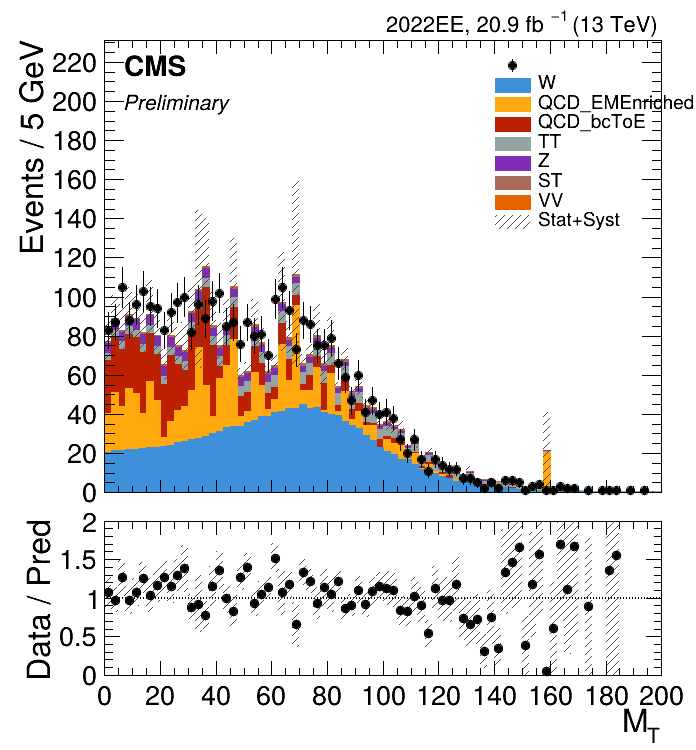 2022EE, 20.9 fb⁻¹ (13 TeV)
Events / 5 GeV
CMS
Preliminary
W
QCD_EMEnriched
QCD_bcToE
TT
Z
ST
VV
Stat+Syst
220
200
180
160
140
120
100
80
60
40
20
0
Data / Pred
2
1.5
1
0.5
0
0 20 40 60 80 100 120 140 160 180 200
M_T